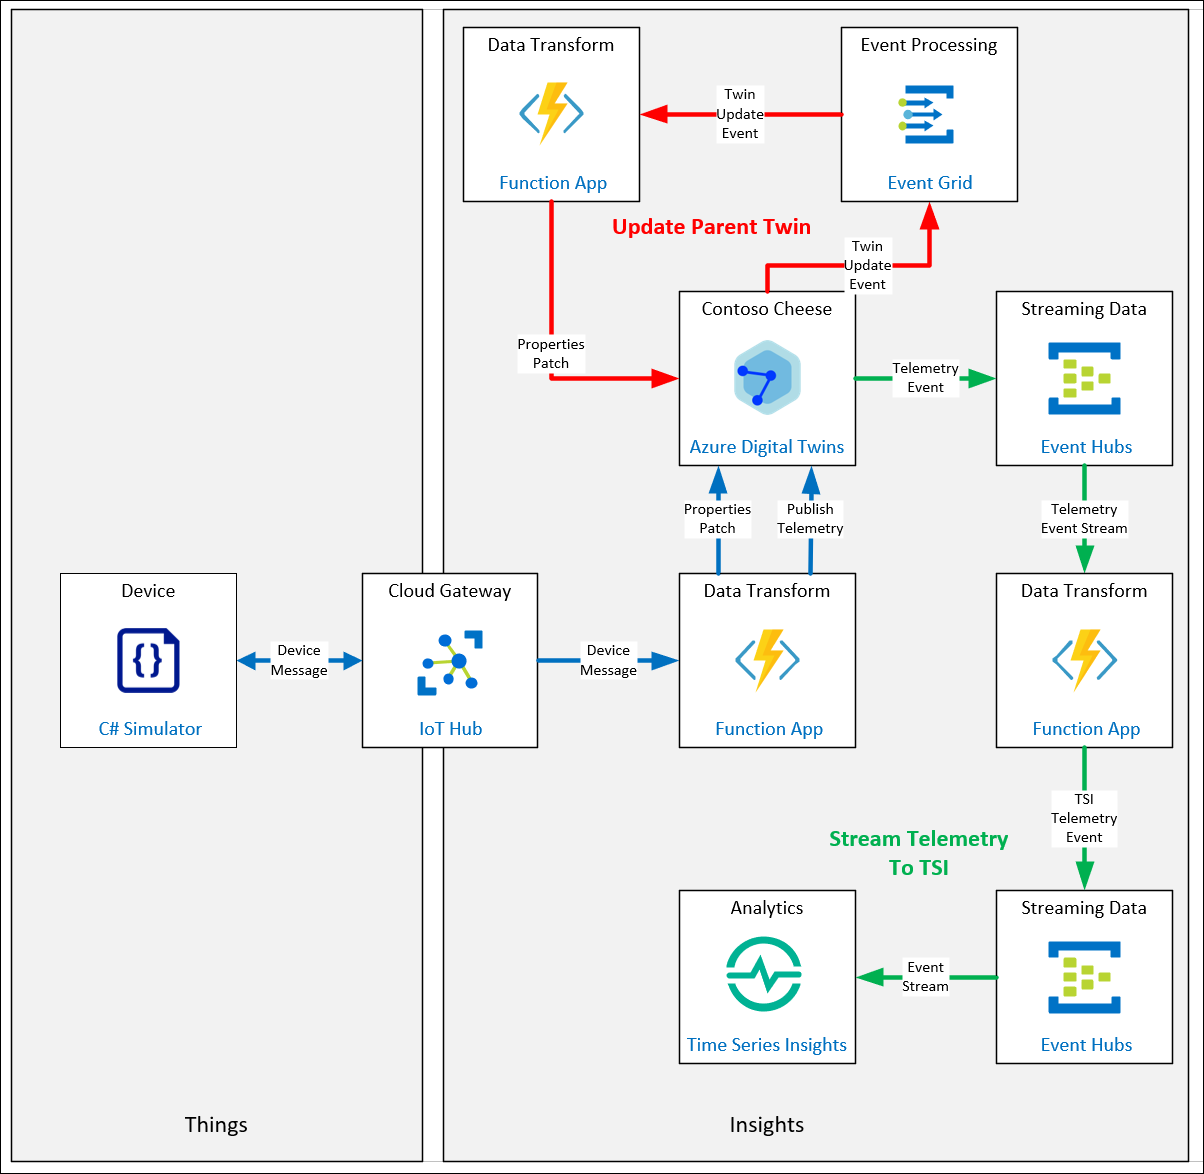 Data Transform
Function App
Twin
Update
Event
Event Processing
Event Grid
Update Parent Twin
Twin
Update
Event
Properties
Patch
Contoso Cheese
Azure Digital Twins
Telemetry
Event
Streaming Data
Event Hubs
Properties
Patch
Publish
Telemetry
Telemetry
Event Stream
Device
C# Simulator
Device
Message
Cloud Gateway
IoT Hub
Device
Message
Data Transform
Function App
Data Transform
Function App
TSI
Telemetry
Event
Stream Telemetry
To TSI
Analytics
Time Series Insights
Event
Stream
Streaming Data
Event Hubs
Things
Insights